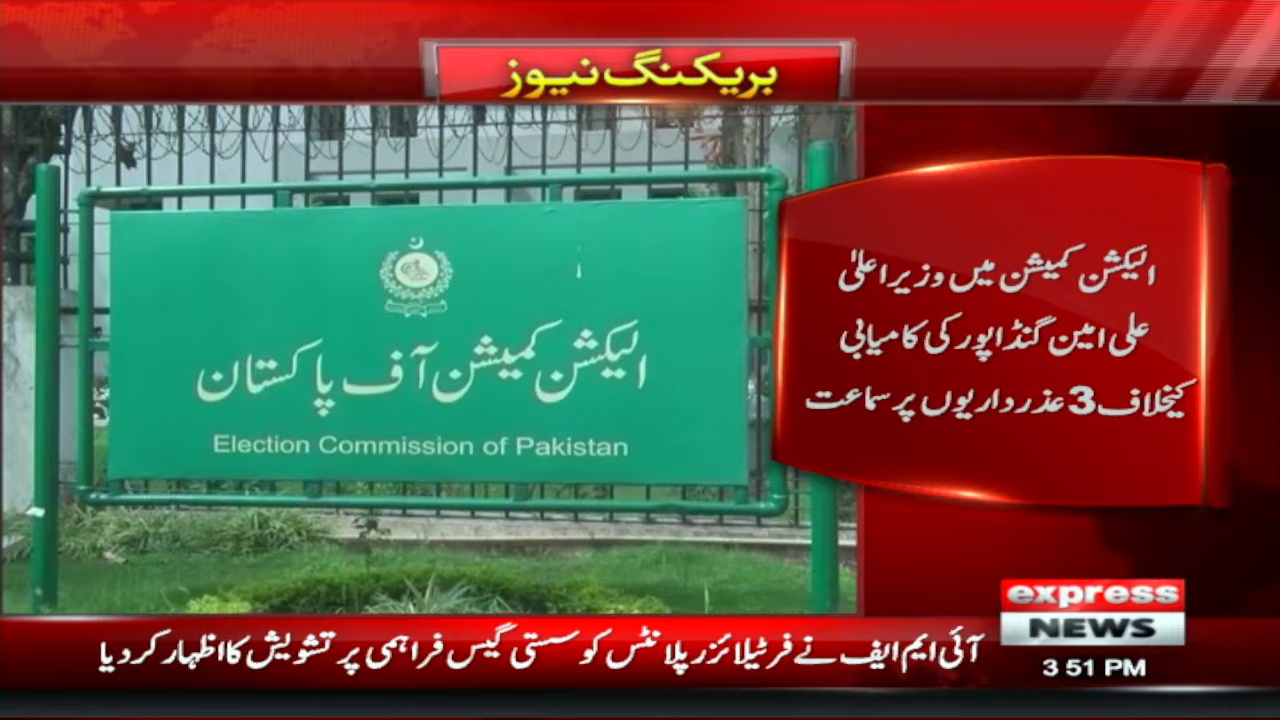 بریکنگ نیوز
الیکشن کمیشن آف پاکستان
Election Commission of Pakistan
الیکشن کمیشن میں وزیراعلیٰ
علی امین گنڈاپور کی کامیابی
کیخلاف 3 عذرداریوں پر سماعت
express
NEWS
3 51 PM
آئی ایم ایف نے فرٹیلائزر پلانٹس کو سستی گیس فراہمی پر تشویش کا اظہار کر دیا